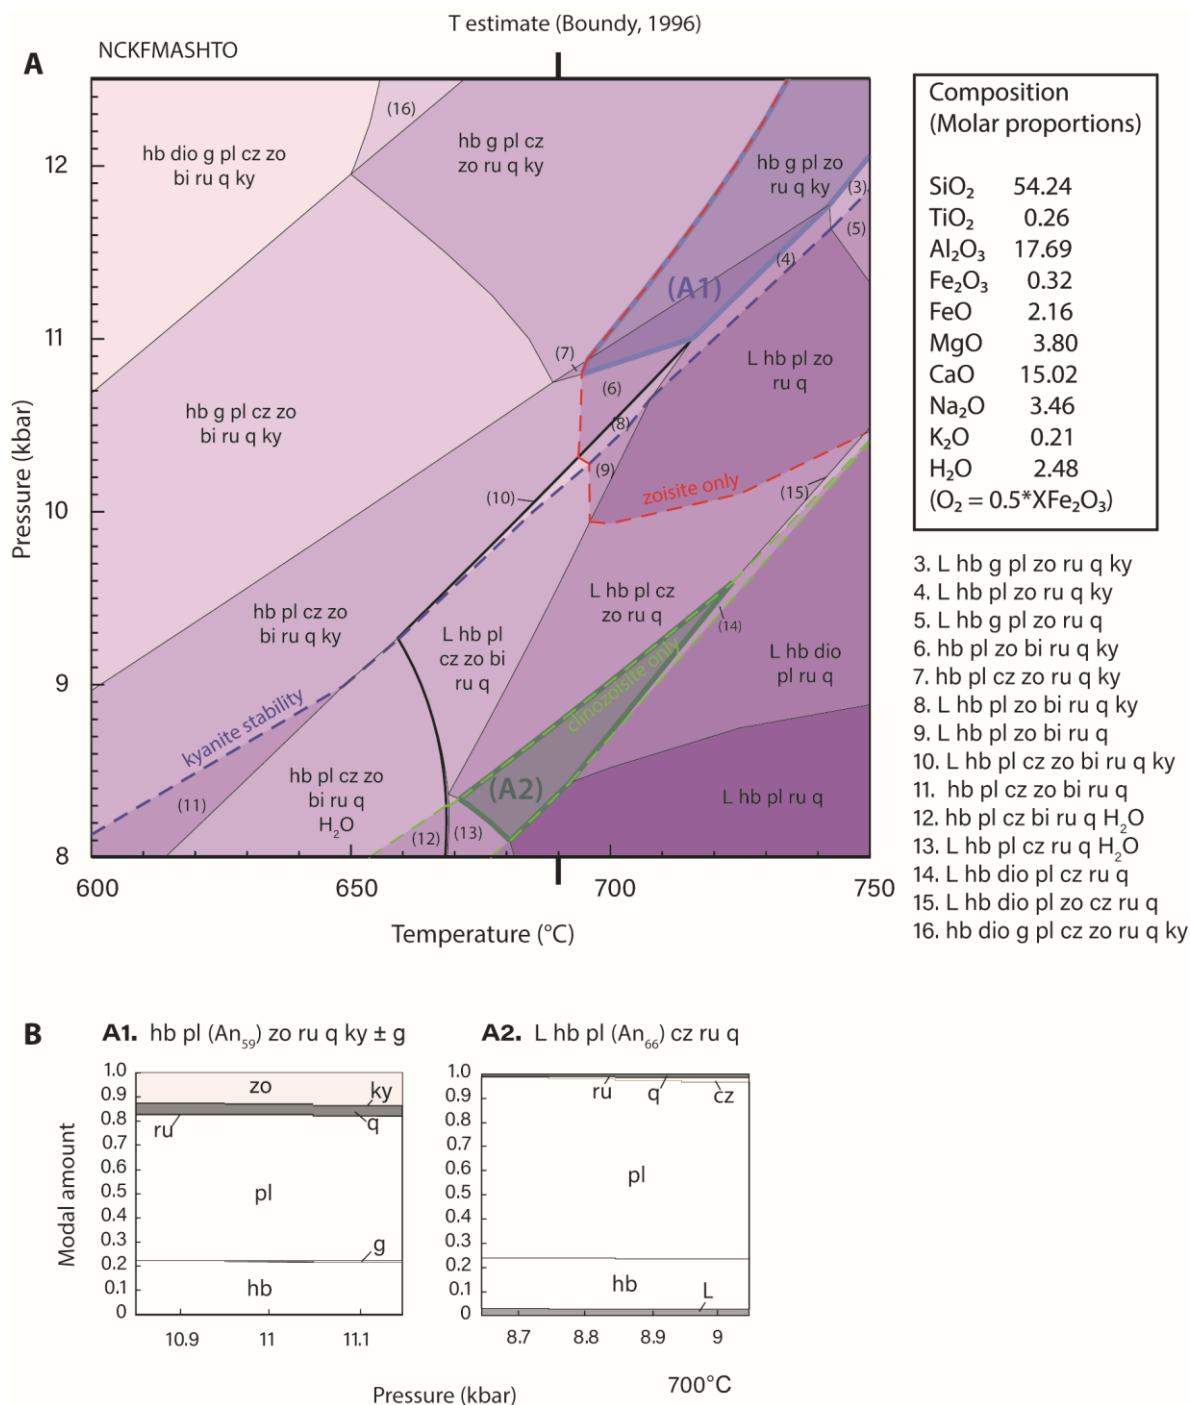 T estimate (Boundy, 1996)
A
NCKFMASHTO
Composition
(Molar proportions)
SiO₂ 54.24
TiO₂ 0.26
Al₂O₃ 17.69
Fe₂O₃ 0.32
FeO 2.16
MgO 3.80
CaO 15.02
Na₂O 3.46
K₂O 0.21
H₂O 2.48
(O₂ = 0.5*XFe₂O₃)
3. L hb g pl zo ru q ky
4. L hb pl zo ru q ky
5. L hb g pl zo ru q
6. hb pl zo bi ru q ky
7. hb pl cz zo ru q ky
8. L hb pl zo bi ru q ky
9. L hb pl zo bi ru q
10. L hb pl cz zo bi ru q ky
11. hb pl cz zo bi ru q
12. hb pl cz bi ru q H₂O
13. L hb pl cz ru q H₂O
14. L hb dio pl cz ru q
15. L hb dio pl zo cz ru q
16. hb dio g pl cz zo ru q ky
Pressure (kbar)
12
11
10
9
8
600
650
700
750
Temperature (°C)
hb dio g pl cz zo
bi ru q ky
(16)
hb g pl cz
zo ru q ky
hb g pl zo
ru q ky
(3)
(5)
(4)
(A1)
(7)
(6)
L hb pl zo
ru q
hb g pl cz zo
bi ru q ky
(8)
(9)
(10)
zoisite only
(15)
L hb pl cz
zo ru q
hb pl cz zo
bi ru q ky
L hb pl
cz zo bi
ru q
(14)
L hb dio
pl ru q
clinozoisite only
kyanite stability
hb pl cz zo
bi ru q
H₂O
(A2)
(11)
(12)
(13)
L hb pl ru q
B
A1. hb pl (An₅₉) zo ru q ky ± g
A2. L hb pl (An₆₆) cz ru q
Modal amount
1.0
0.9
0.8
0.7
0.6
0.5
0.4
0.3
0.2
0.1
0
zo
ky
ru
q
pl
g
hb
10.9
11
11.1
1.0
0.9
0.8
0.7
0.6
0.5
0.4
0.3
0.2
0.1
0
ru
q
cz
pl
hb
L
8.7
8.8
8.9
9
Pressure (kbar)
700°C